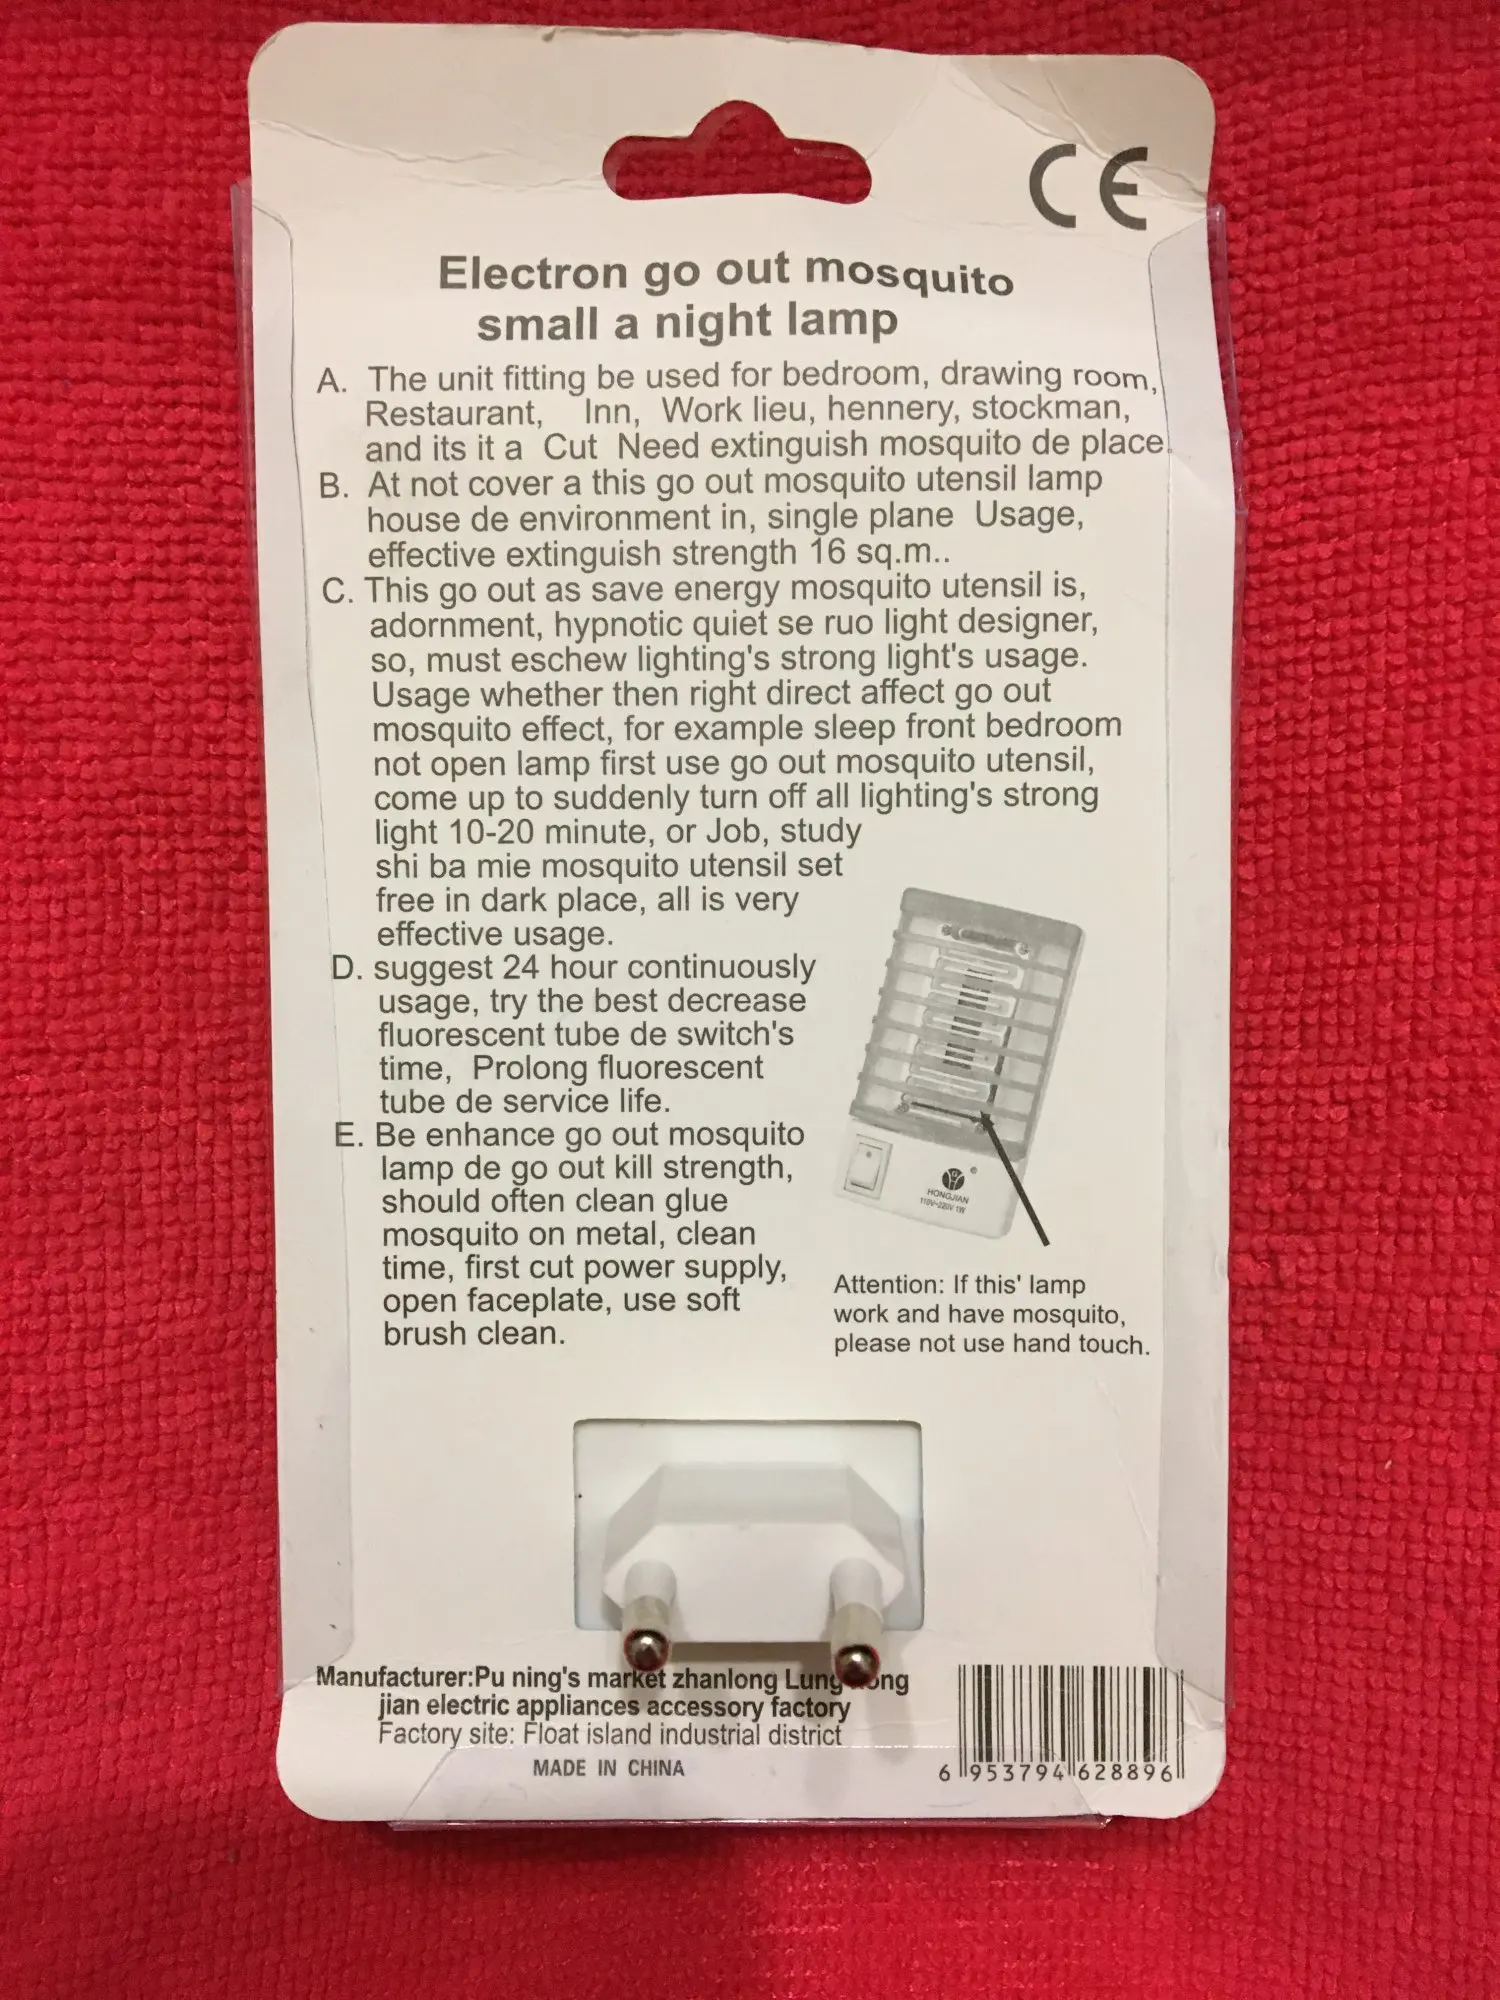 CE
Electron go out mosquito
small a night lamp
A. The unit fitting be used for bedroom, drawing room,
Restaurant, Inn, Work lieu, hennery, stockman,
and its it a Cut Need extinguish mosquito de place.
B. At not cover a this go out mosquito utensil lamp
house de environment in, single plane Usage,
effective extinguish strength 16 sq.m..
C. This go out as save energy mosquito utensil is,
adornment, hypnotic quiet se ruo light designer,
so, must eschew lighting's strong light's usage.
Usage whether then right direct affect go out
mosquito effect, for example sleep front bedroom
not open lamp first use go out mosquito utensil,
come up to suddenly turn off all lighting's strong
light 10-20 minute, or Job, study
shi ba mie mosquito utensil set
free in dark place, all is very
effective usage.
D. suggest 24 hour continuously
usage, try the best decrease
fluorescent tube de switch's
time, Prolong fluorescent
tube de service life.
E. Be enhance go out mosquito
lamp de go out kill strength,
should often clean glue
mosquito on metal, clean
time, first cut power supply,
open faceplate, use soft
brush clean.
HONGJIAN
110V~220V 1W
Attention: If this' lamp
work and have mosquito,
please not use hand touch.
Manufacturer:Pu ning's market zhanlong Lung
jian electric appliances accessory factory
Factory site: Float island industrial district
MADE IN CHINA
6 953794 628896